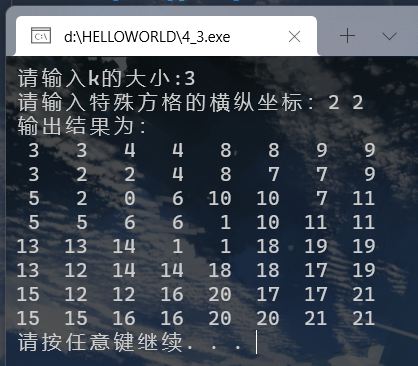 d:\HELLOWORLD\4_3.exe
请输入k的大小:3
请输入特殊方格的横纵坐标: 2 2
输出结果为:
3 3 4 4 8 8 9 9
3 2 2 4 8 7 7 9
5 2 0 6 10 10 7 11
5 5 6 6 1 10 11 11
13 13 14 1 1 18 19 19
13 12 14 14 18 18 17 19
15 12 12 16 20 17 17 21
15 15 16 16 20 20 21 21
请按任意键继续. . .